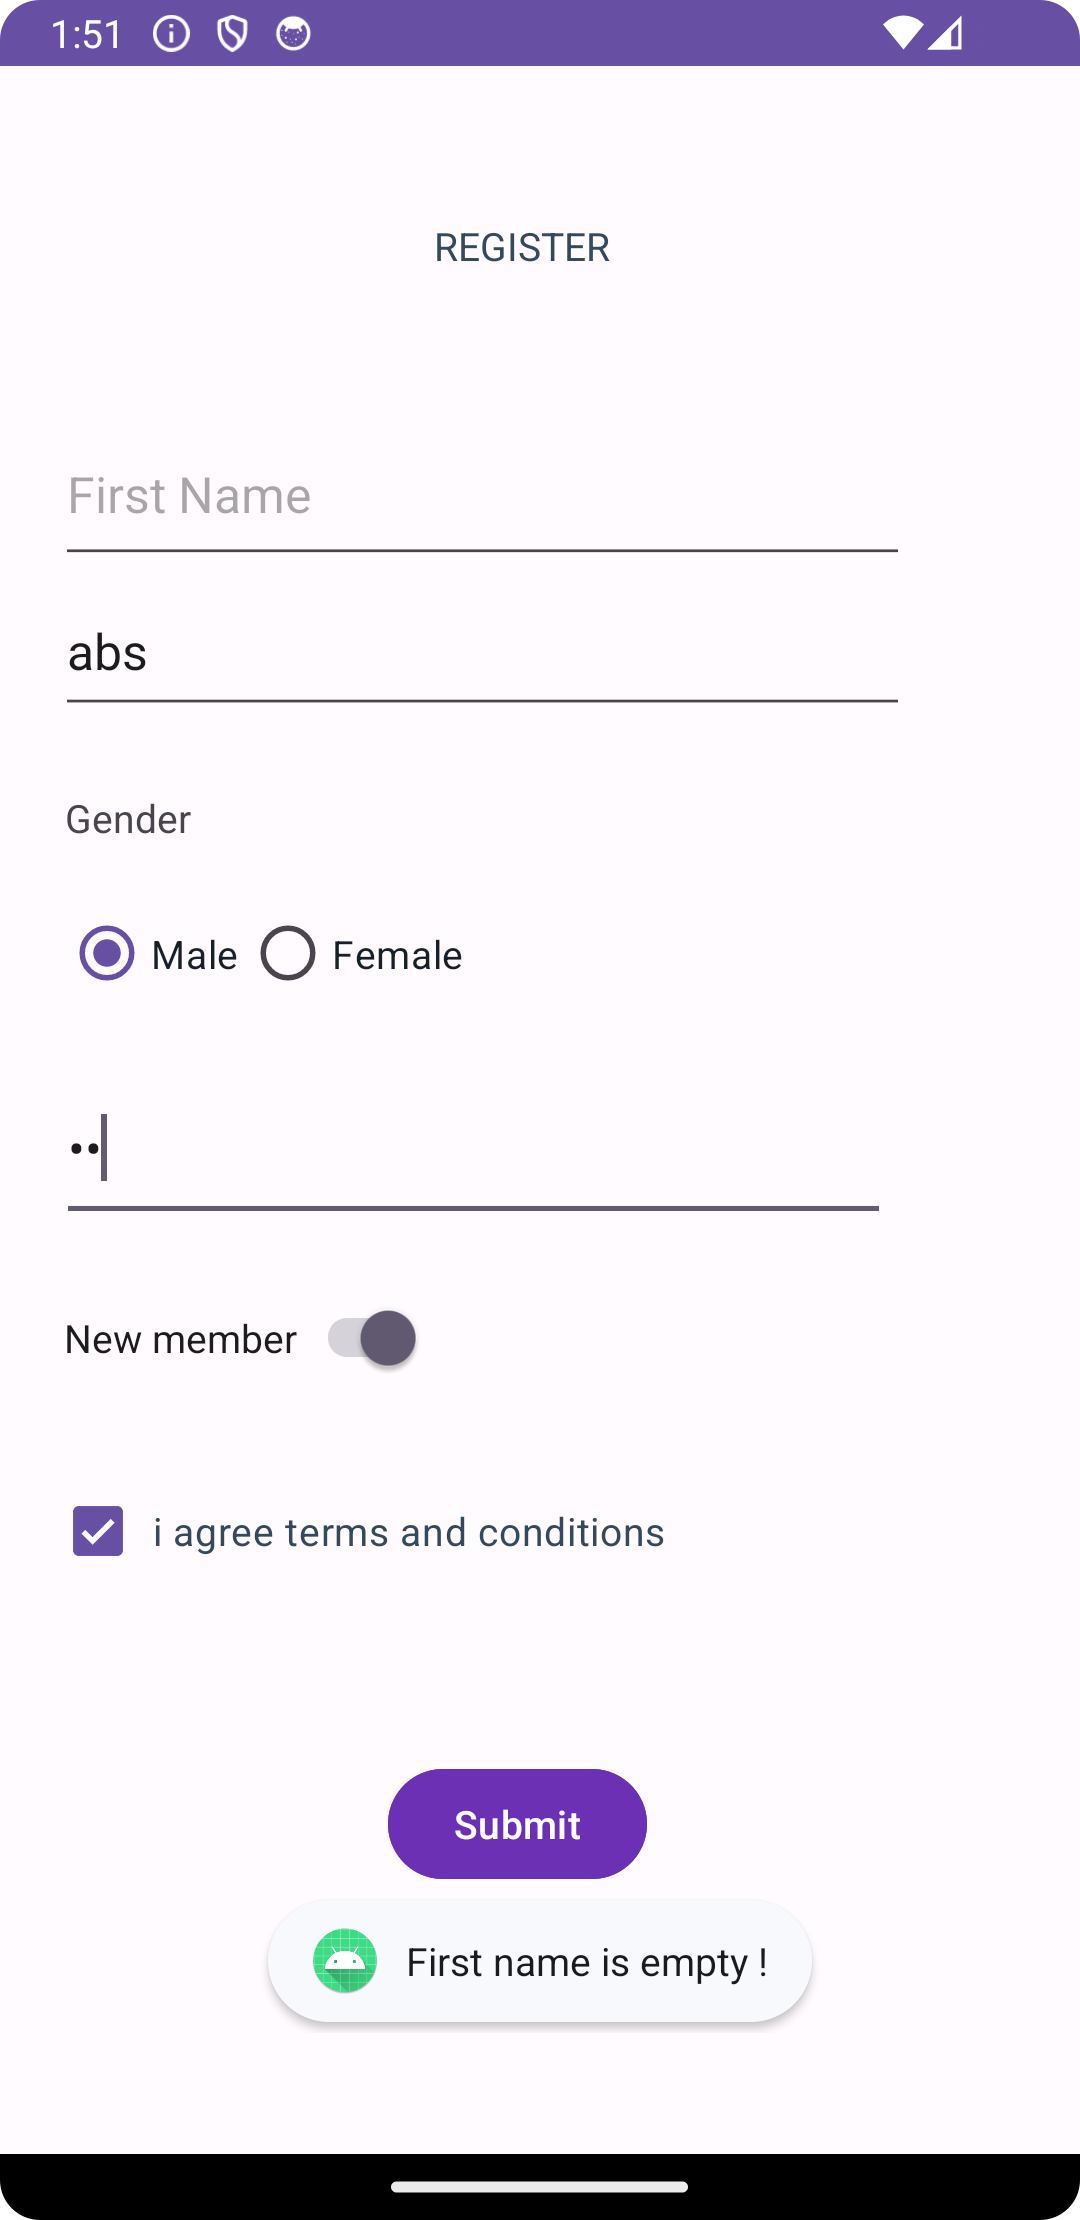 1:51
REGISTER
First Name
abs
Gender
Male Female
••
New member
i agree terms and conditions
Submit
First name is empty !